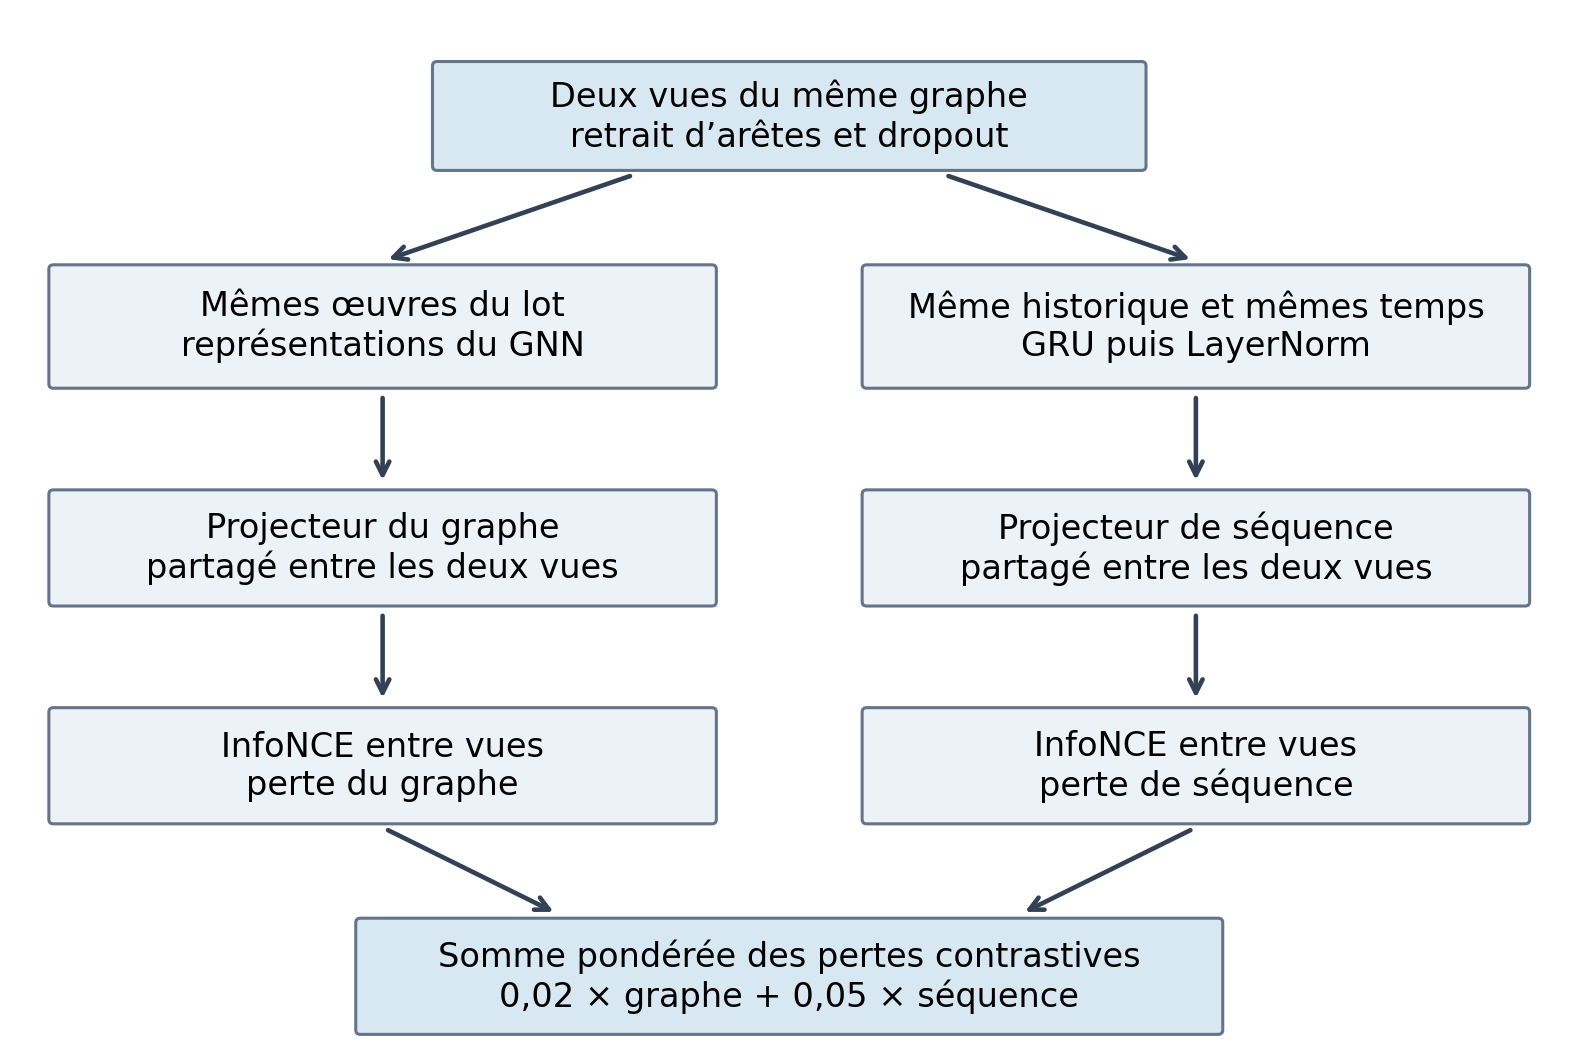 Deux vues du même graphe
retrait d’arêtes et dropout
Mêmes œuvres du lot
représentations du GNN
Même historique et mêmes temps
GRU puis LayerNorm
Projecteur du graphe
partagé entre les deux vues
Projecteur de séquence
partagé entre les deux vues
InfoNCE entre vues
perte du graphe
InfoNCE entre vues
perte de séquence
Somme pondérée des pertes contrastives
0,02 × graphe + 0,05 × séquence